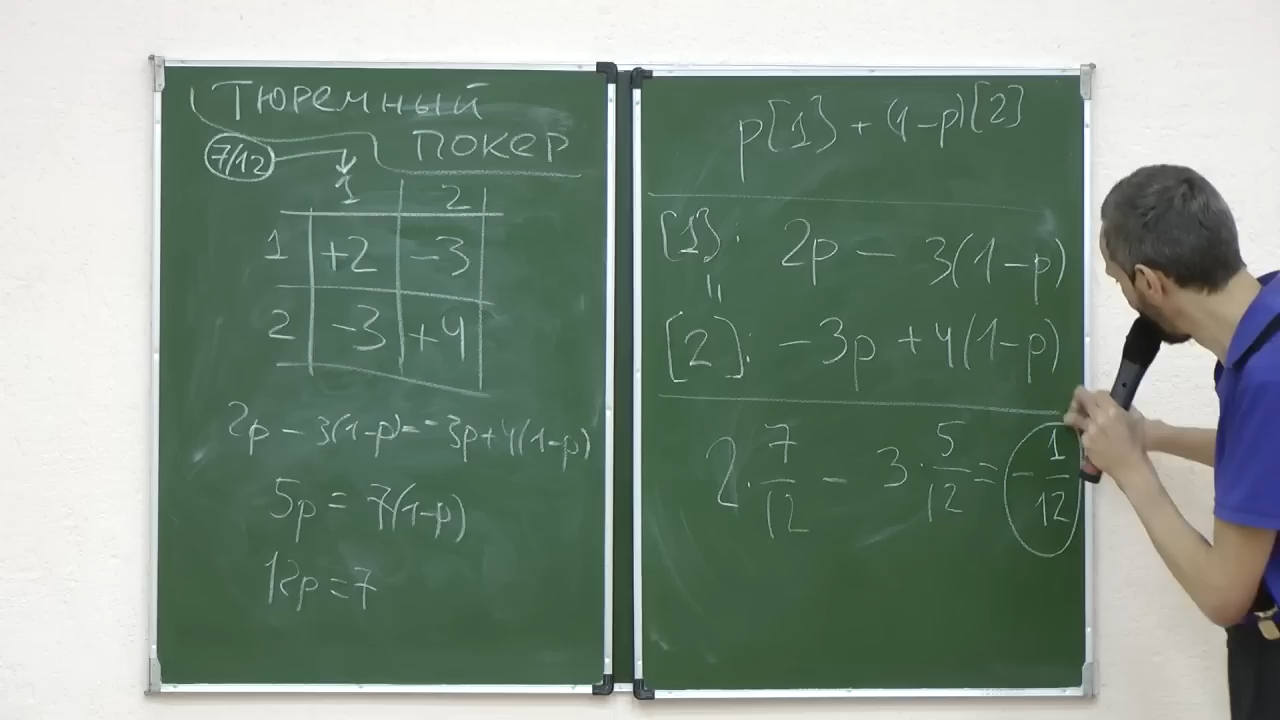 Тюремный
покер
7/12
1 2
1 +2 -3
2 -3 +4
2p - 3(1-p) = -3p+4(1-p)
5p = 7(1-p)
12p = 7
p[1] + (1-p)[2]
[1]: 2p - 3(1-p)
"
[2]: -3p + 4(1-p)
2·7/12 - 3·5/12 = -1/12